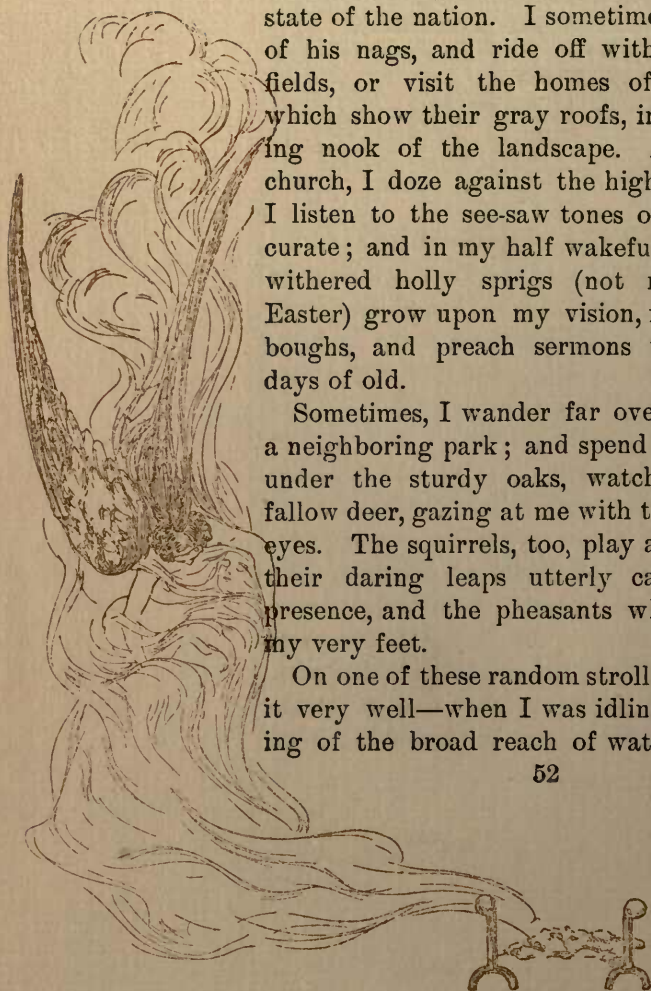 state of the nation. I sometime
of his nags, and ride off with
fields, or visit the homes of
which show their gray roofs, in
ing nook of the landscape.
church, I doze against the high
I listen to the see-saw tones o
curate; and in my half wakefu
withered holly sprigs (not
Easter) grow upon my vision,
boughs, and preach sermons
days of old.
Sometimes, I wander far ove
a neighboring park; and spend
under the sturdy oaks, watch
fallow deer, gazing at me with t
eyes. The squirrels, too, play a
their daring leaps utterly ca
presence, and the pheasants w
my very feet.
On one of these random stroll
it very well—when I was idlin
ing of the broad reach of wat
52